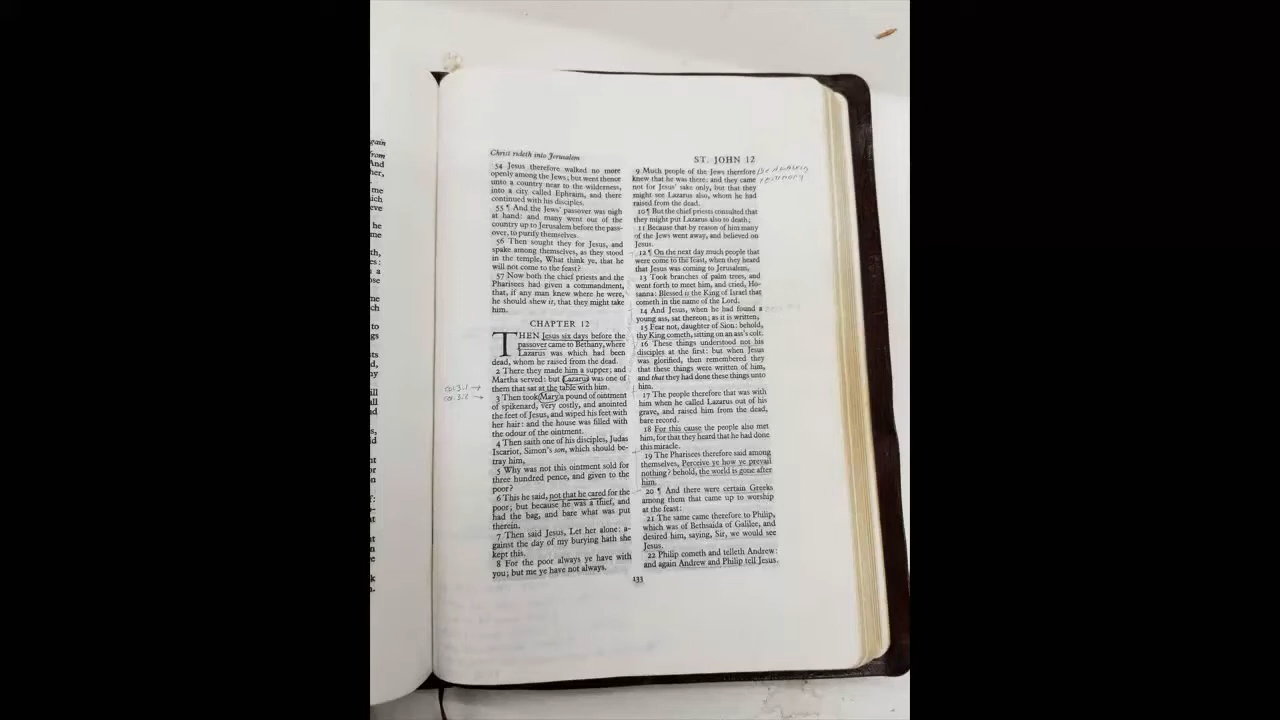 gain
from
And
her,
me
ich
eve
he
me
th,
es:
s a
ose
me
ch
to
gs
sts
ed
ny
ill
all
d
s,
id
nt
or
f:
o-
at
n
e
k
m.
Christ rideth into Jerusalem
54 Jesus therefore walked no more
openly among the Jews; but went thence
unto a country near to the wilderness,
into a city called Ephraim, and there
continued with his disciples.
55 ¶ And the Jews' passover was nigh
at hand: and many went out of the
country up to Jerusalem before the pass-
over, to purify themselves.
56 Then sought they for Jesus, and
spake among themselves, as they stood
in the temple, What think ye, that he
will not come to the feast?
57 Now both the chief priests and the
Pharisees had given a commandment,
that, if any man knew where he were,
he should shew it, that they might take
him.
CHAPTER 12
THEN Jesus six days before the
passover came to Bethany, where
Lazarus was which had been
dead, whom he raised from the dead.
2 There they made him a supper; and
Martha served: but Lazarus was one of
them that sat at the table with him.
3 Then took Mary a pound of ointment
of spikenard, very costly, and anointed
the feet of Jesus, and wiped his feet with
her hair: and the house was filled with
the odour of the ointment.
4 Then saith one of his disciples, Judas
Iscariot, Simon's son, which should be-
tray him,
5 Why was not this ointment sold for
three hundred pence, and given to the
poor?
6 This he said, not that he cared for the
poor; but because he was a thief, and
had the bag, and bare what was put
therein.
7 Then said Jesus, Let her alone: a-
gainst the day of my burying hath she
kept this.
8 For the poor always ye have with
you; but me ye have not always.
ST. JOHN 12
9 Much people of the Jews therefore
knew that he was there: and they came
not for Jesus' sake only, but that they
might see Lazarus also, whom he had
raised from the dead.
10 ¶ But the chief priests consulted that
they might put Lazarus also to death;
11 Because that by reason of him many
of the Jews went away, and believed on
Jesus.
12 ¶ On the next day much people that
were come to the feast, when they heard
that Jesus was coming to Jerusalem,
13 Took branches of palm trees, and
went forth to meet him, and cried, Ho-
sanna: Blessed is the King of Israel that
cometh in the name of the Lord.
14 And Jesus, when he had found a
young ass, sat thereon; as it is written,
15 Fear not, daughter of Sion: behold,
thy King cometh, sitting on an ass's colt.
16 These things understood not his
disciples at the first: but when Jesus
was glorified, then remembered they
that these things were written of him,
and that they had done these things unto
him.
17 The people therefore that was with
him when he called Lazarus out of his
grave, and raised him from the dead,
bare record.
18 For this cause the people also met
him, for that they heard that he had done
this miracle.
19 The Pharisees therefore said among
themselves, Perceive ye how ye prevail
nothing? behold, the world is gone after
him.
20 ¶ And there were certain Greeks
among them that came up to worship
at the feast:
21 The same came therefore to Philip,
which was of Bethsaida of Galilee, and
desired him, saying, Sir, we would see
Jesus.
22 Philip cometh and telleth Andrew:
and again Andrew and Philip tell Jesus.
133